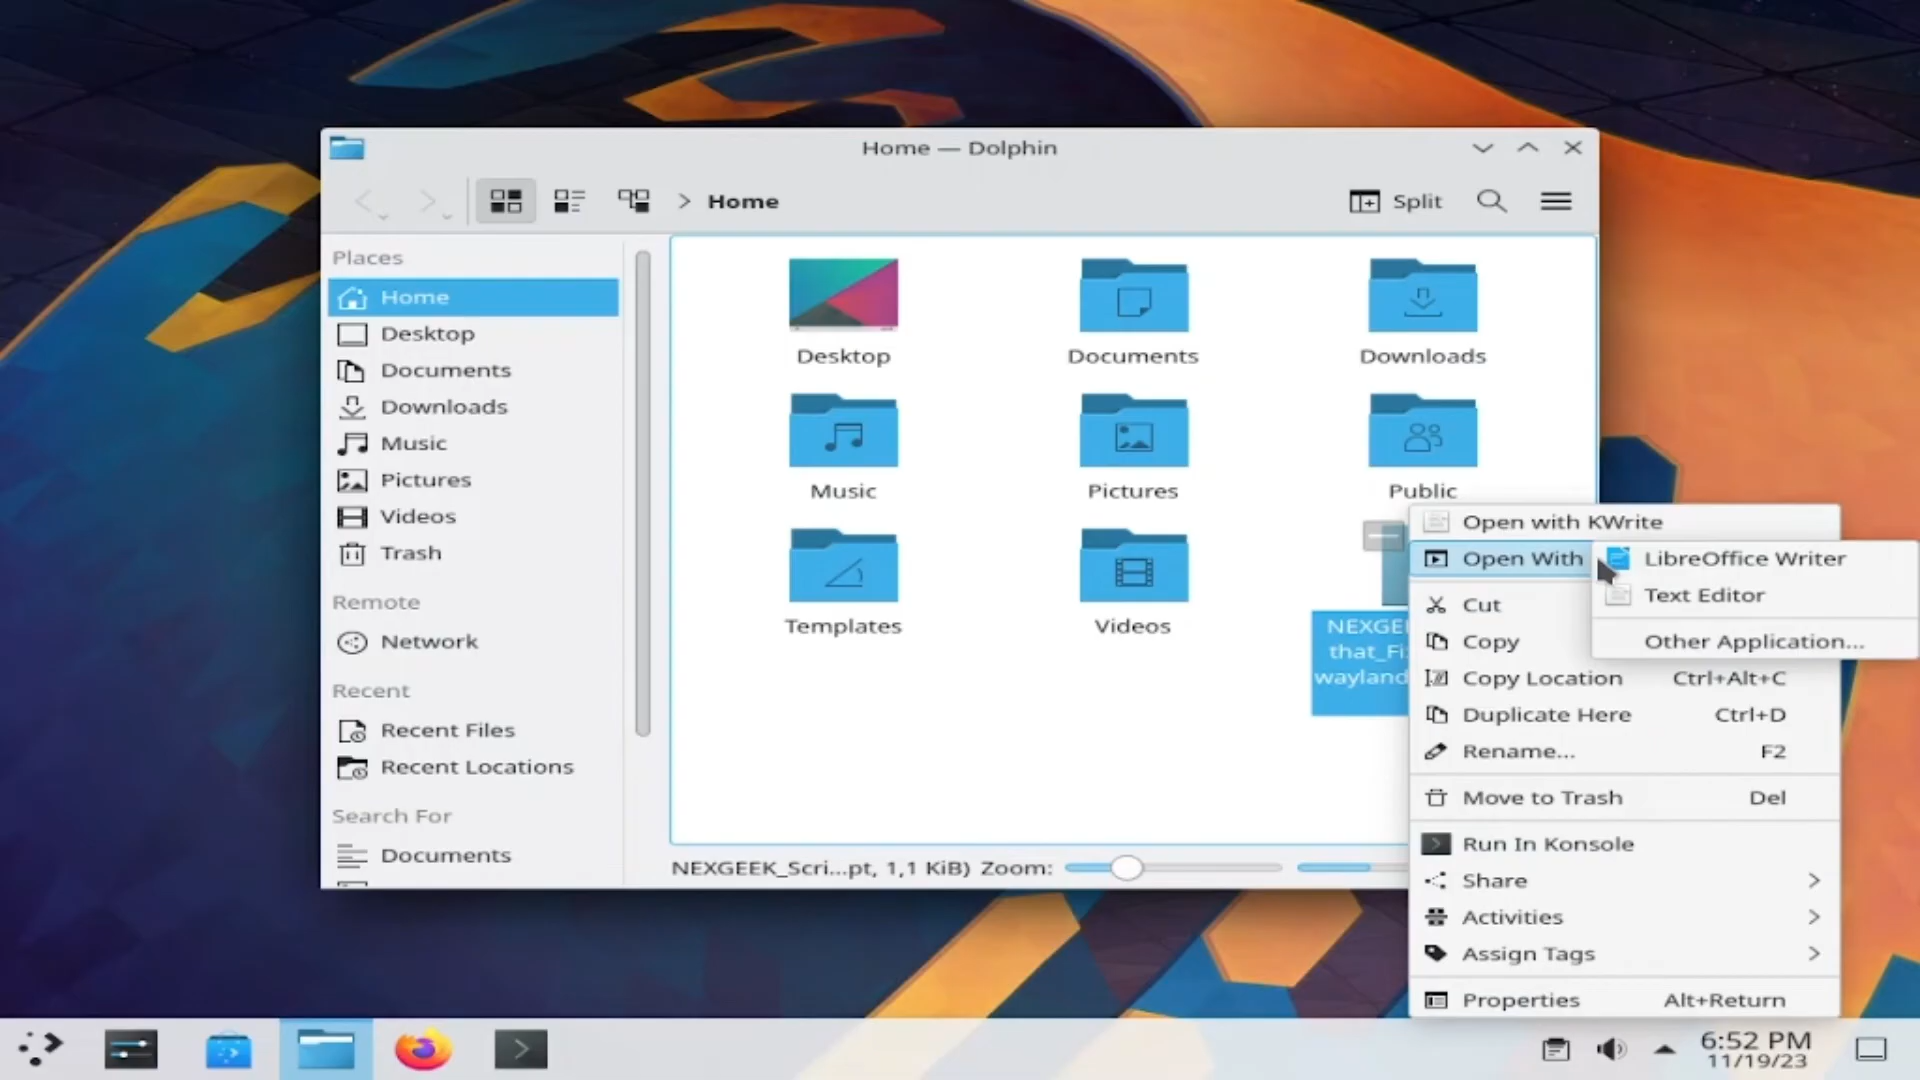 Home — Dolphin
Home
Split
Places
Home
Desktop
Documents
Downloads
Music
Pictures
Videos
Trash
Remote
Network
Recent
Recent Files
Recent Locations
Search For
Documents
Desktop
Documents
Downloads
Music
Pictures
Public
Templates
Videos
that_Fi
wayland
NEXGEEK_Scri...pt, 1,1 KiB)
Zoom:
Open with KWrite
Open With
Cut
Copy
Copy Location Ctrl+Alt+C
Duplicate Here Ctrl+D
Rename... F2
Move to Trash Del
Run In Konsole
Share
Activities
Assign Tags
Properties Alt+Return
LibreOffice Writer
Text Editor
Other Application...
6:52 PM
11/19/23